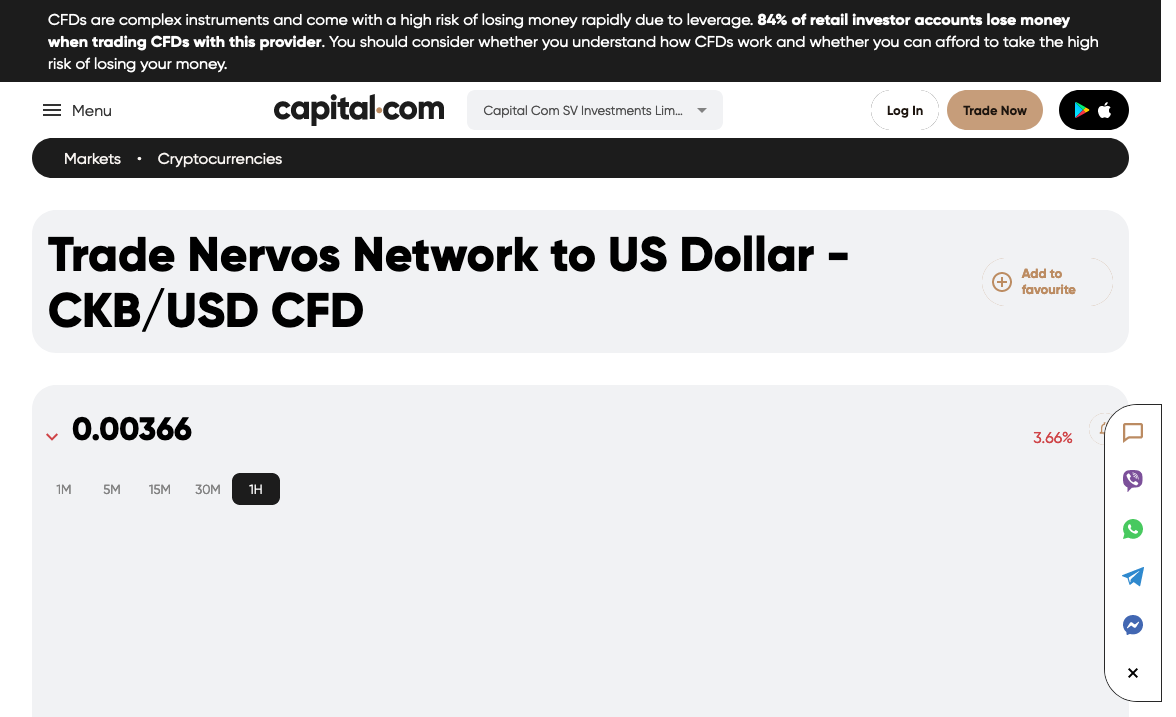 CFDs are complex instruments and come with a high risk of losing money rapidly due to leverage. 84% of retail investor accounts lose money
when trading CFDs with this provider. You should consider whether you understand how CFDs work and whether you can afford to take the high
risk of losing your money.
Menu
capital.com
Capital Com SV Investments Lim...
Log In
Trade Now
Markets • Cryptocurrencies
Trade Nervos Network to US Dollar -
CKB/USD CFD
Add to
favourite
0.00366
3.66%
1M 5M 15M 30M 1H